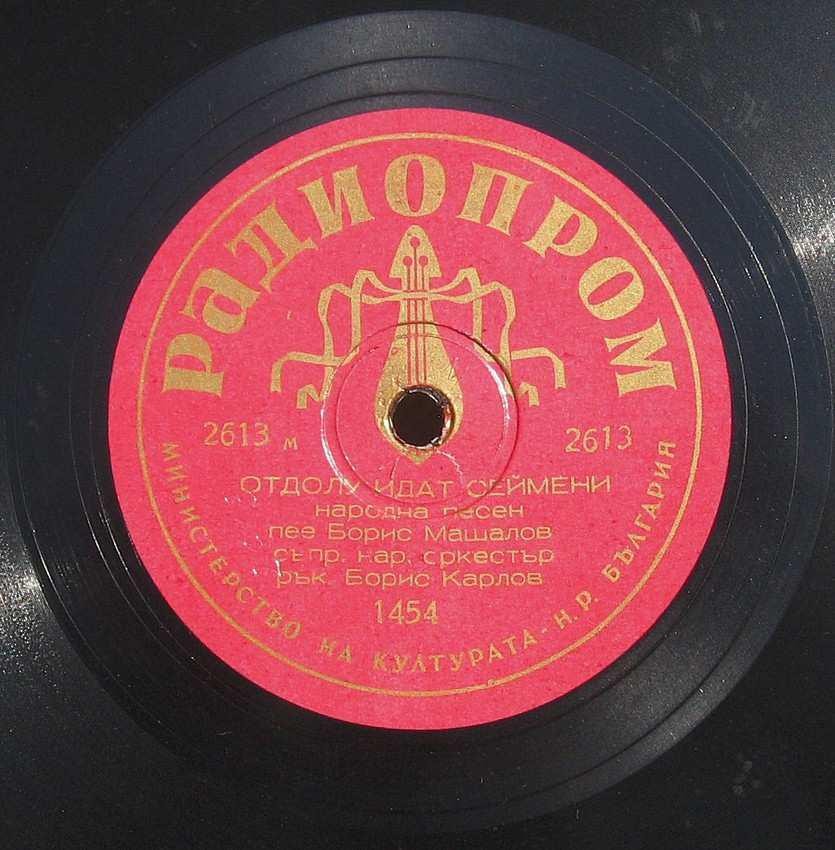 РАДИОПРОМ
2613 м 2613
ОТДОЛУ ИДАТ СЕЙМЕНИ
народна песен
пее Борис Машалов
съпр. нар. оркестър
рък. Борис Карлов
1454
МИНИСТЕРСТВО НА КУЛТУРАТА - Н. Р. БЪЛГАРИЯ